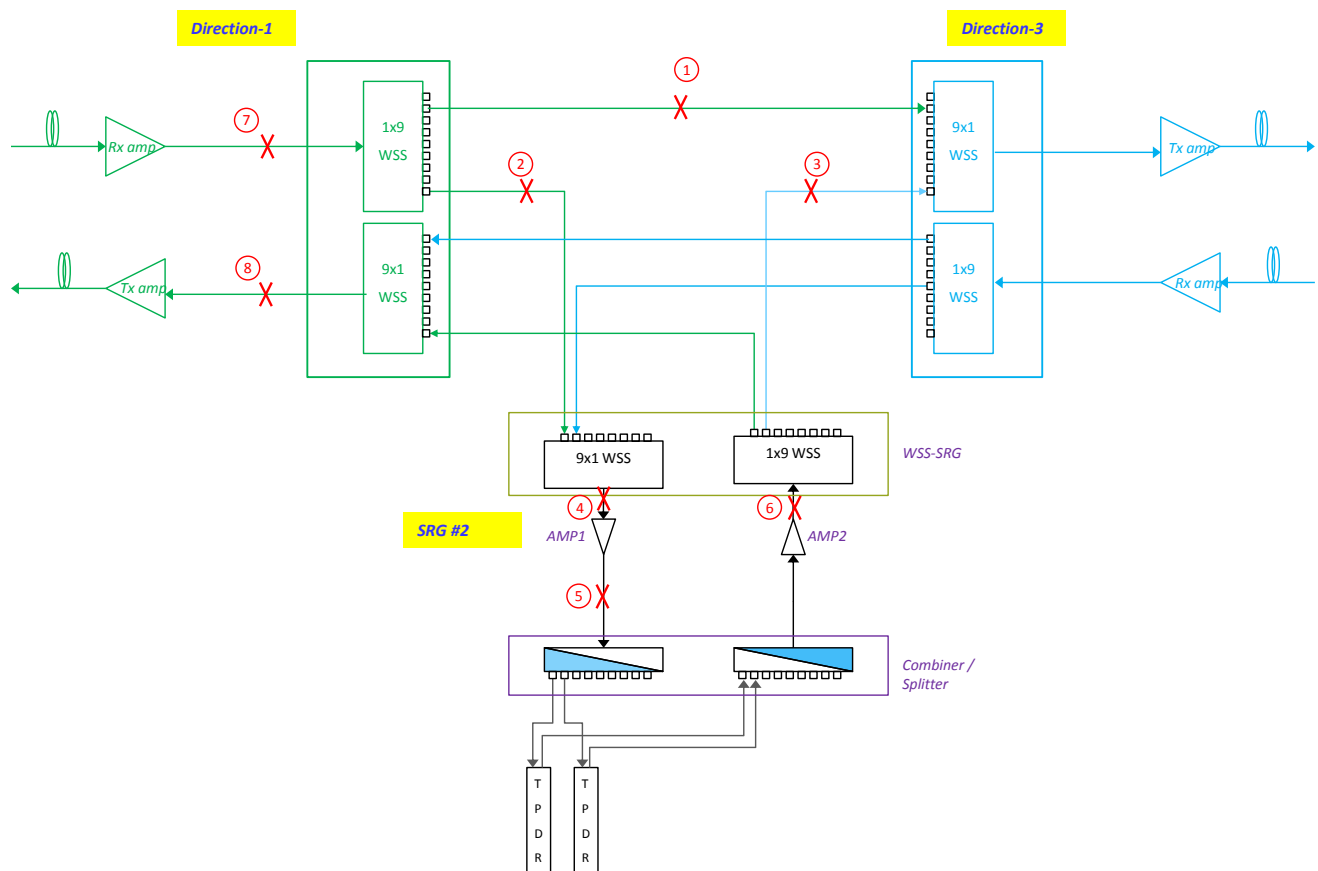 Direction-1
Direction-3
1
7
Rx amp
1x9
WSS
9x1
WSS
Tx amp
2
3
8
Tx amp
9x1
WSS
1x9
WSS
Rx amp
9x1 WSS
1x9 WSS
WSS-SRG
4
6
SRG #2
AMP1
AMP2
5
Combiner /
Splitter
T
P
D
R
T
P
D
R